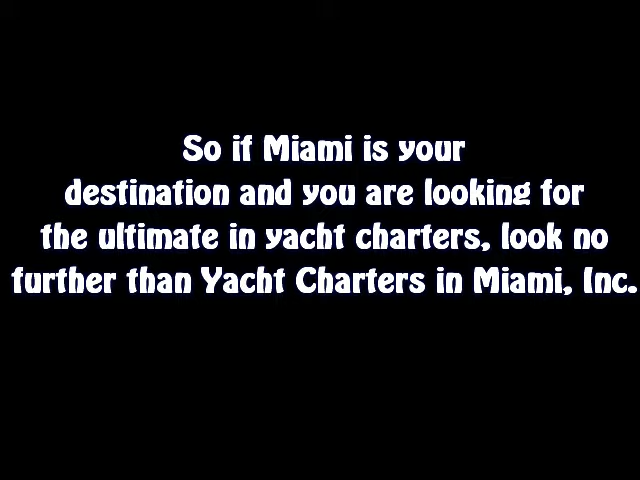 So if Miami is your
destination and you are looking for
the ultimate in yacht charters, look no
further than Yacht Charters in Miami, Inc.